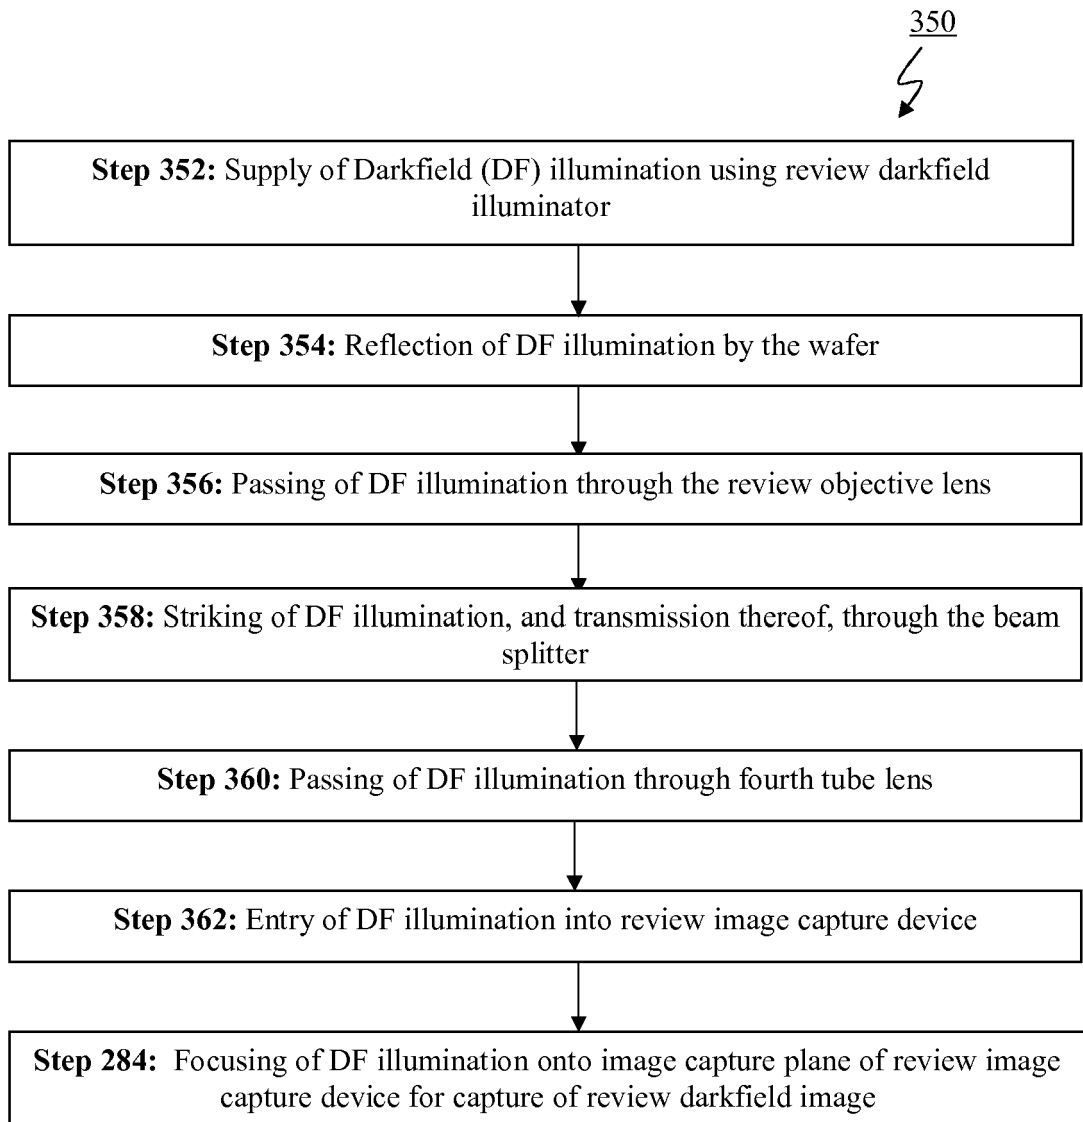 350
Step 352: Supply of Darkfield (DF) illumination using review darkfield
illuminator
Step 354: Reflection of DF illumination by the wafer
Step 356: Passing of DF illumination through the review objective lens
Step 358: Striking of DF illumination, and transmission thereof, through the beam
splitter
Step 360: Passing of DF illumination through fourth tube lens
Step 362: Entry of DF illumination into review image capture device
Step 284: Focusing of DF illumination onto image capture plane of review image
capture device for capture of review darkfield image